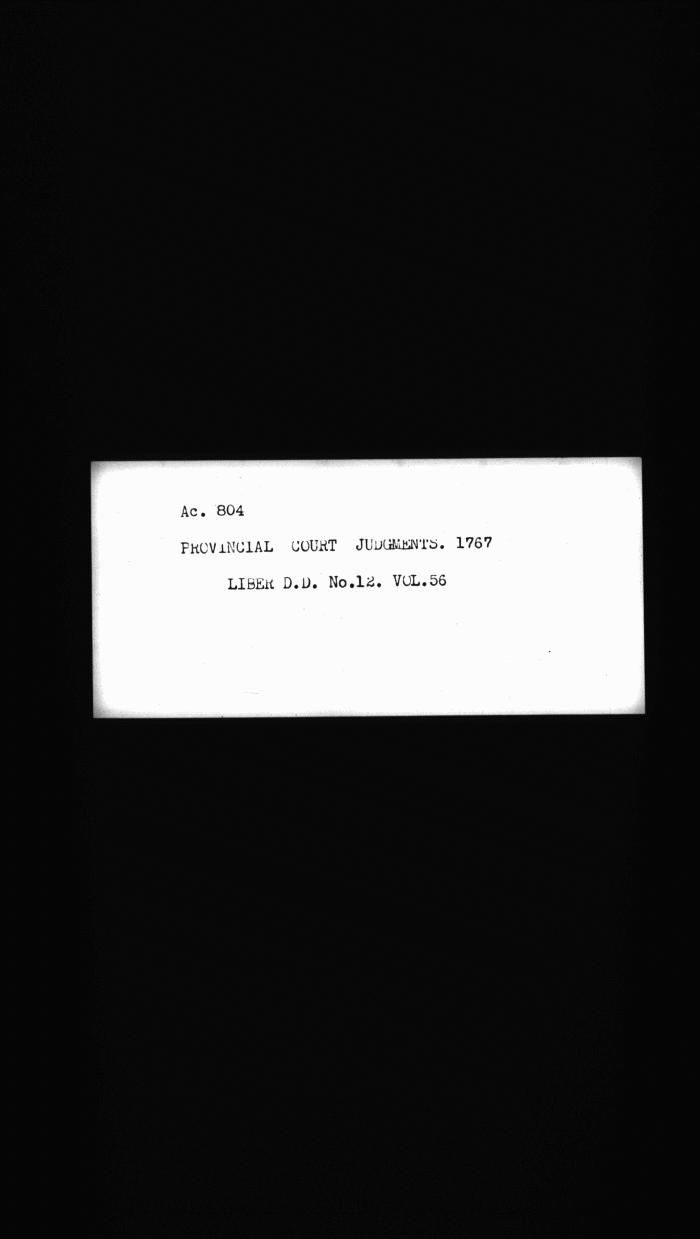 Ac. 804
PROVINCIAL COURT JUDGMENTS. 1767
LIBER D.D. No.12. VOL.56